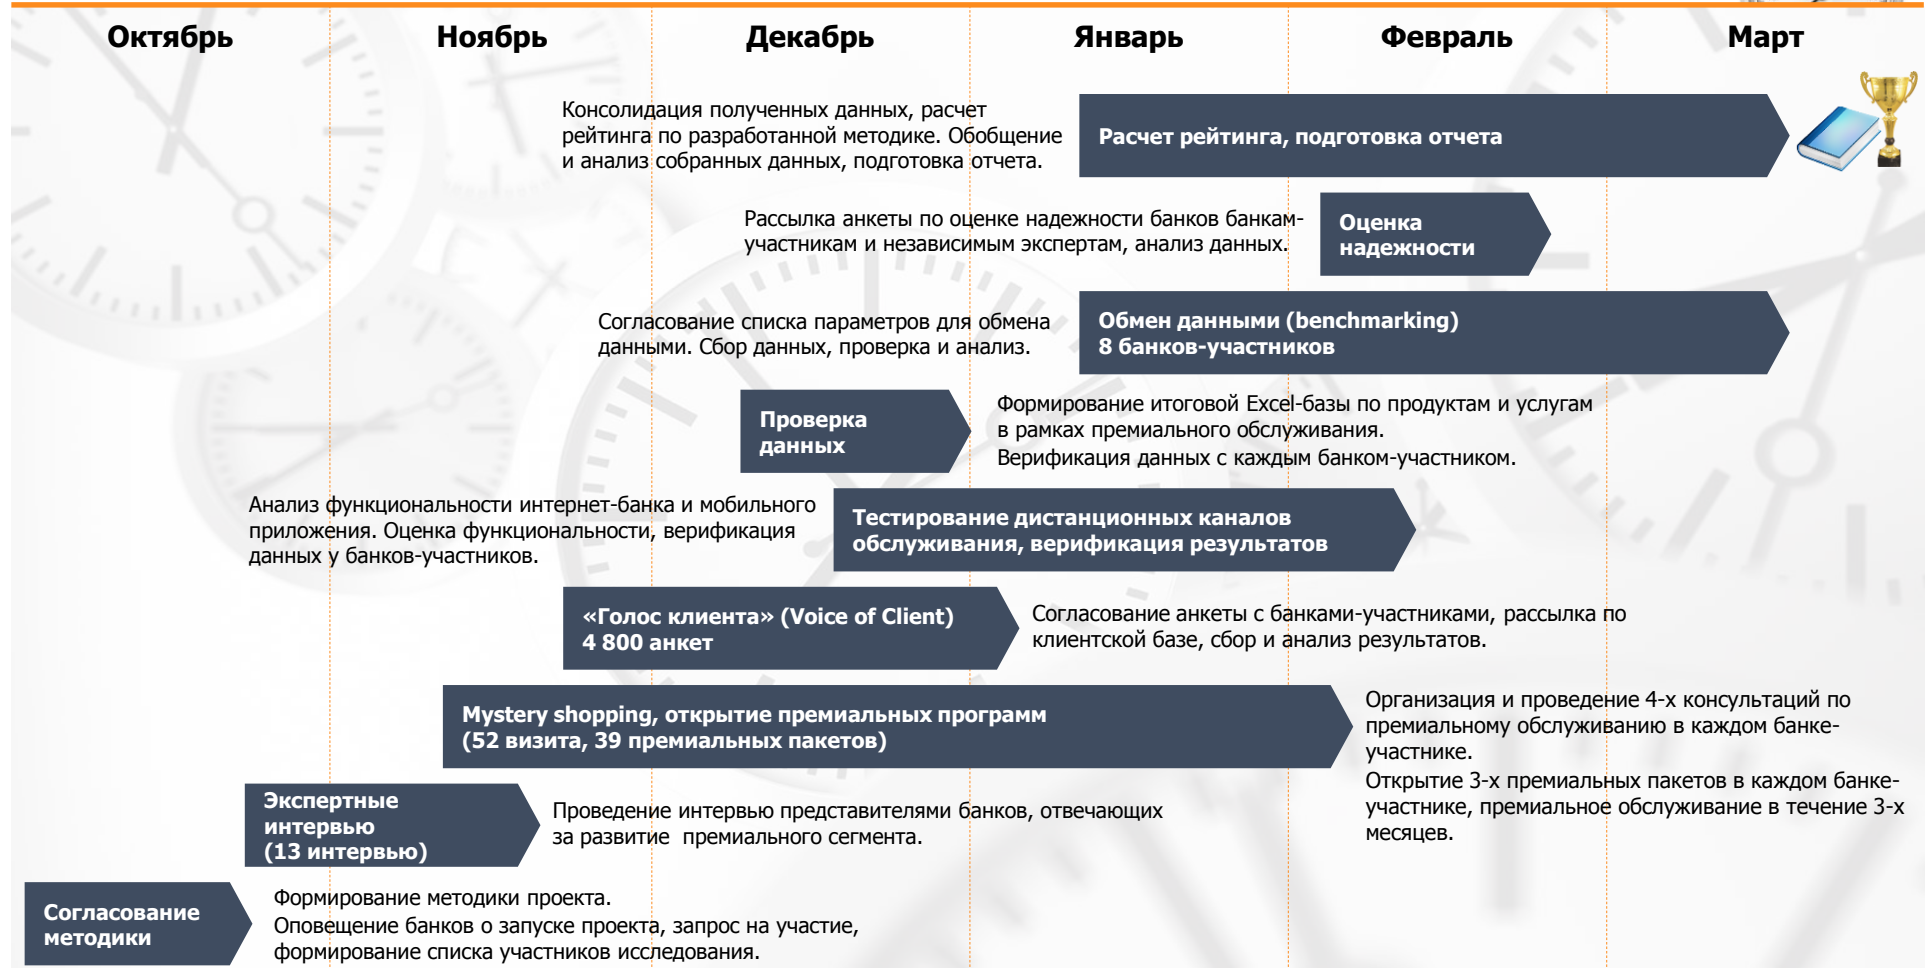 Октябрь
Ноябрь
Декабрь
Январь
Февраль
Март
Консолидация полученных данных, расчет
рейтинга по разработанной методике. Обобщение
и анализ собранных данных, подготовка отчета.
Расчет рейтинга, подготовка отчета
Рассылка анкеты по оценке надежности банков банкам-
участникам и независимым экспертам, анализ данных.
Оценка
надежности
Согласование списка параметров для обмена
данными. Сбор данных, проверка и анализ.
Обмен данными (benchmarking)
8 банков-участников
Проверка
данных
Формирование итоговой Excel-базы по продуктам и услугам
в рамках премиального обслуживания.
Верификация данных с каждым банком-участником.
Анализ функциональности интернет-банка и мобильного
приложения. Оценка функциональности, верификация
данных у банков-участников.
Тестирование дистанционных каналов
обслуживания, верификация результатов
«Голос клиента» (Voice of Client)
4 800 анкет
Согласование анкеты с банками-участниками, рассылка по
клиентской базе, сбор и анализ результатов.
Mystery shopping, открытие премиальных программ
(52 визита, 39 премиальных пакетов)
Организация и проведение 4-х консультаций по
премиальному обслуживанию в каждом банке-
участнике.
Открытие 3-х премиальных пакетов в каждом банке-
участнике, премиальное обслуживание в течение 3-х
месяцев.
Экспертные
интервью
(13 интервью)
Проведение интервью представителями банков, отвечающих
за развитие  премиального сегмента.
Согласование
методики
Формирование методики проекта.
Оповещение банков о запуске проекта, запрос на участие,
формирование списка участников исследования.